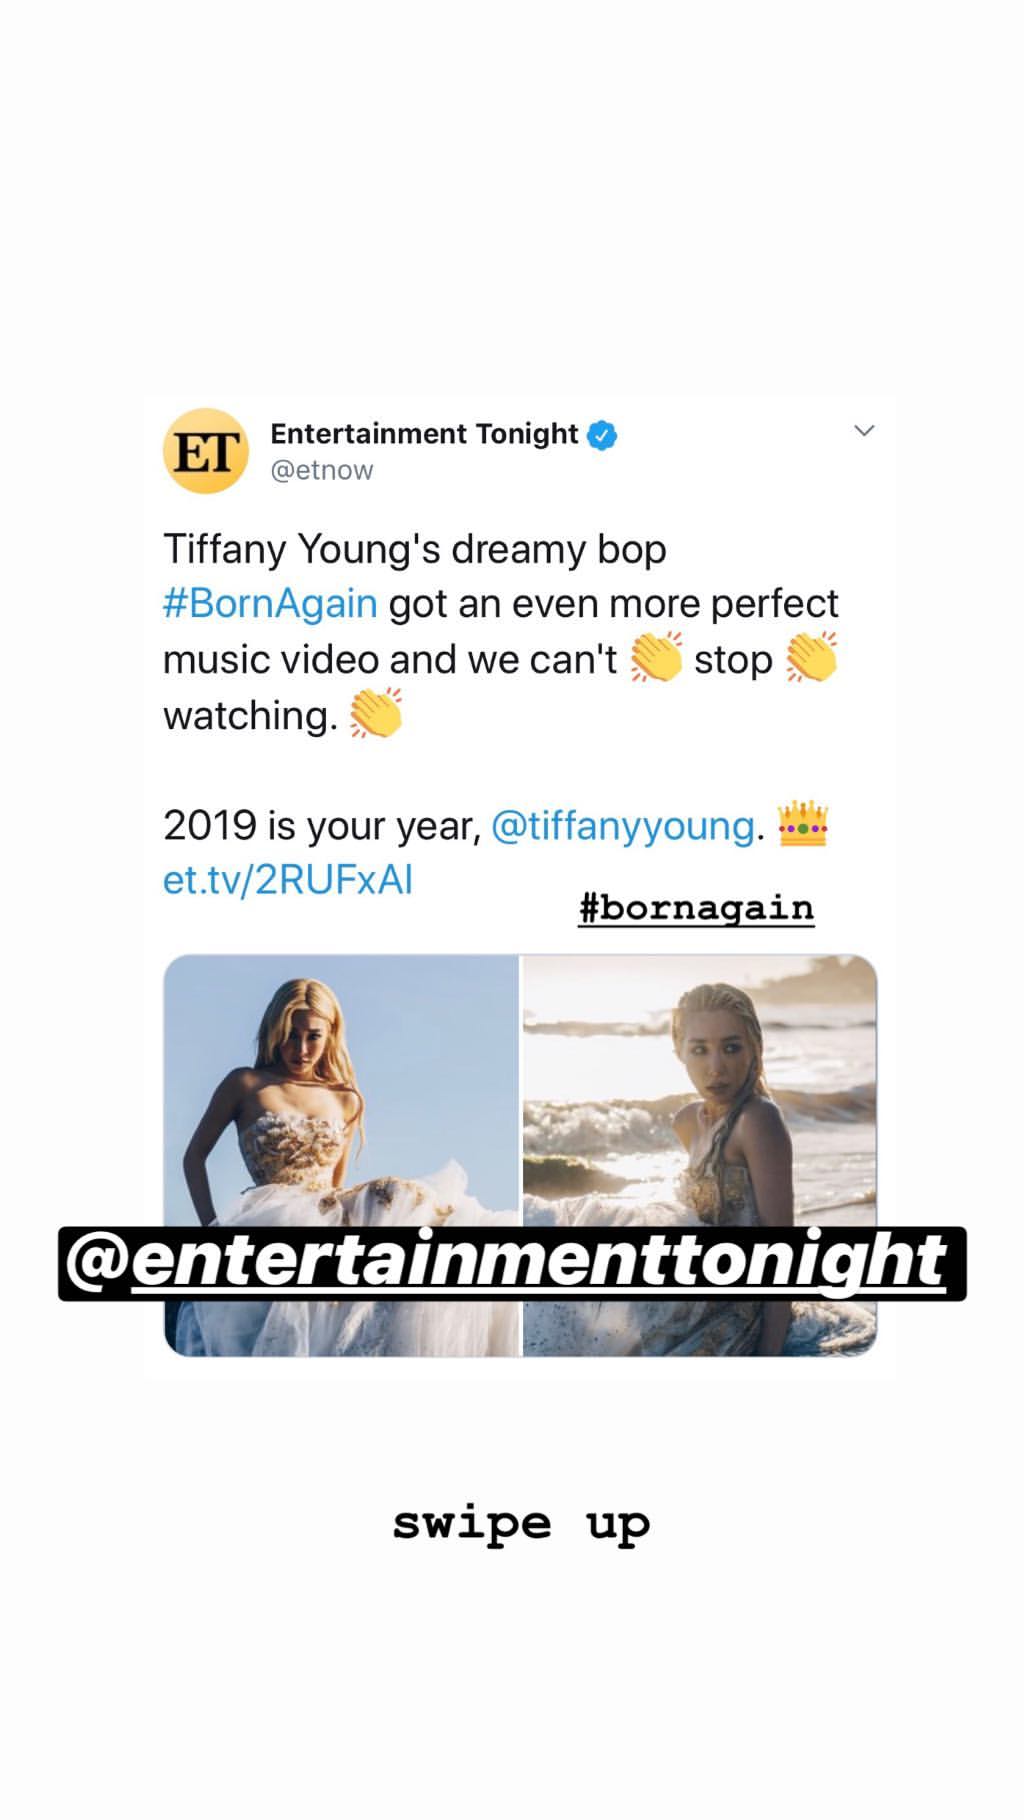 ET
Entertainment Tonight
@etnow
Tiffany Young's dreamy bop
#BornAgain got an even more perfect
music video and we can't 👏 stop 👏
watching. 👏
2019 is your year, @tiffanyyoung. 👑
et.tv/2RUFxAI
#bornagain
@entertainmenttonight
swipe up